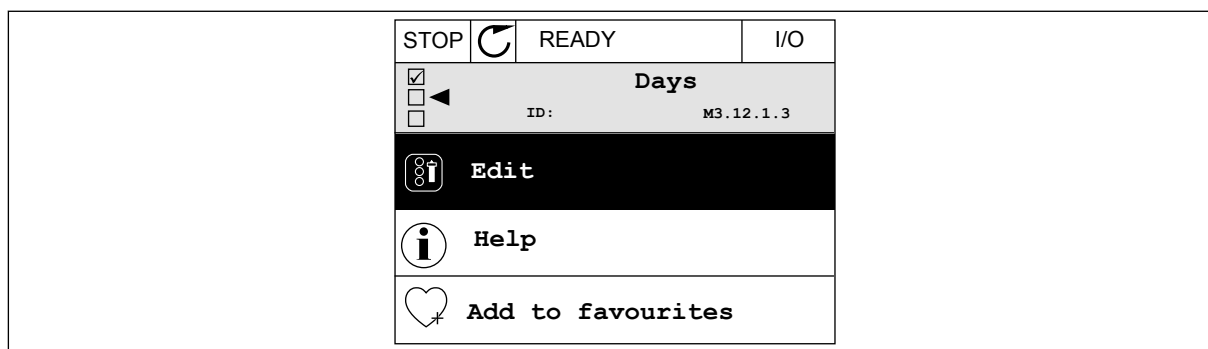 STOP READY I/O
Days
ID: M3.12.1.3
Edit
Help
Add to favourites